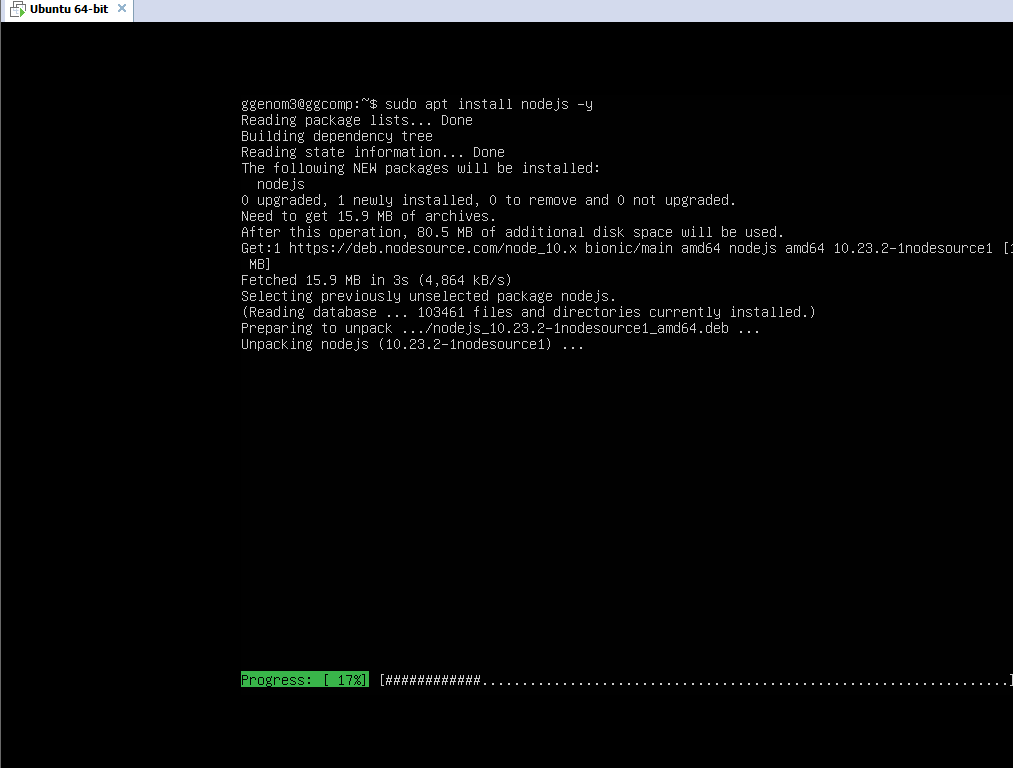 Ubuntu 64-bit
ggenom3@ggcomp:~$ sudo apt install nodejs -y
Reading package lists... Done
Building dependency tree
Reading state information... Done
The following NEW packages will be installed:
  nodejs
0 upgraded, 1 newly installed, 0 to remove and 0 not upgraded.
Need to get 15.9 MB of archives.
After this operation, 80.5 MB of additional disk space will be used.
Get:1 https://deb.nodesource.com/node_10.x bionic/main amd64 nodejs amd64 10.23.2-1nodesource1 [1
 MB]
Fetched 15.9 MB in 3s (4,864 kB/s)
Selecting previously unselected package nodejs.
(Reading database ... 103461 files and directories currently installed.)
Preparing to unpack .../nodejs_10.23.2-1nodesource1_amd64.deb ...
Unpacking nodejs (10.23.2-1nodesource1) ...
Progress: [ 17%] [############..................................................................]